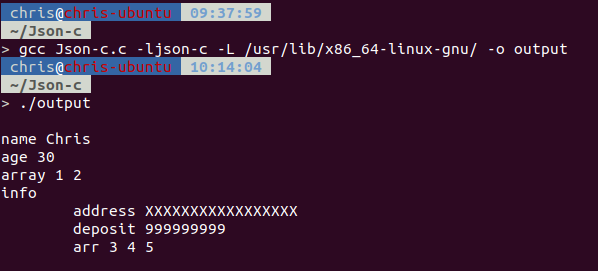 chris@chris-ubuntu 09:37:59
~/Json-c
> gcc Json-c.c -ljson-c -L /usr/lib/x86_64-linux-gnu/ -o output
chris@chris-ubuntu 10:14:04
~/Json-c
> ./output
name Chris
age 30
array 1 2
info
address XXXXXXXXXXXXXXXXX
deposit 999999999
arr 3 4 5